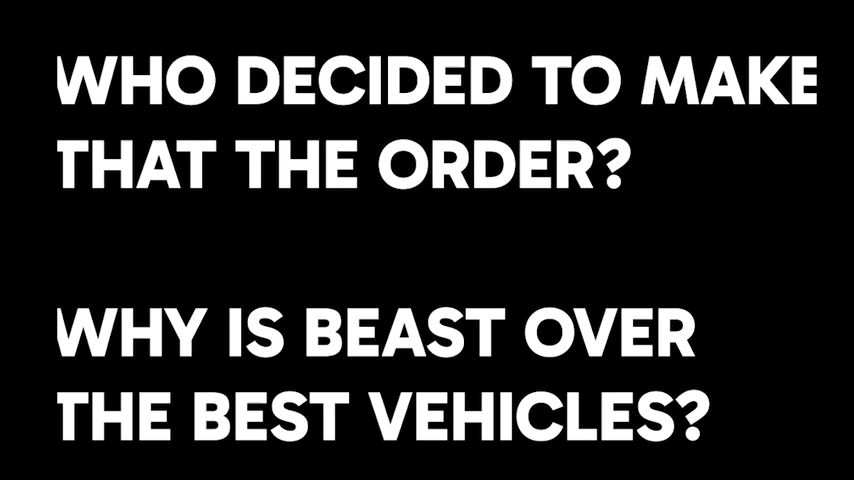 WHO DECIDED TO MAKE
THAT THE ORDER?
WHY IS BEAST OVER
THE BEST VEHICLES?